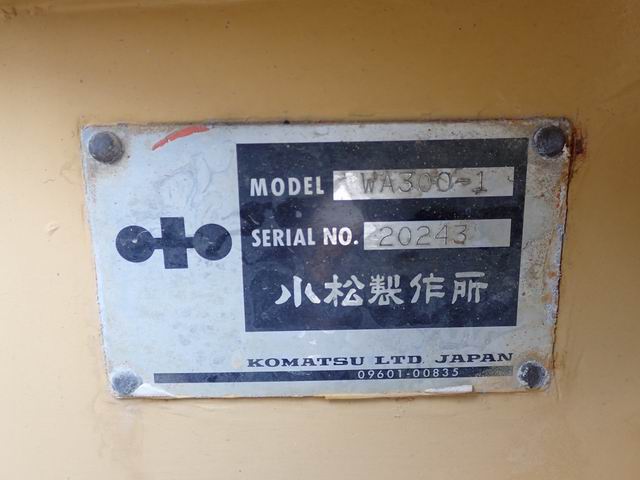 MODEL WA300-1
SERIAL NO. 20243
小松製作所
KOMATSU LTD. JAPAN
09601-00835